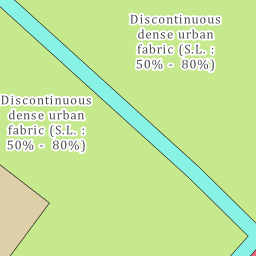 Discontinuous
dense urban
fabric (S.L. :
50% -  80%)
Discontinuous
dense urban
fabric (S.L. :
50% -  80%)